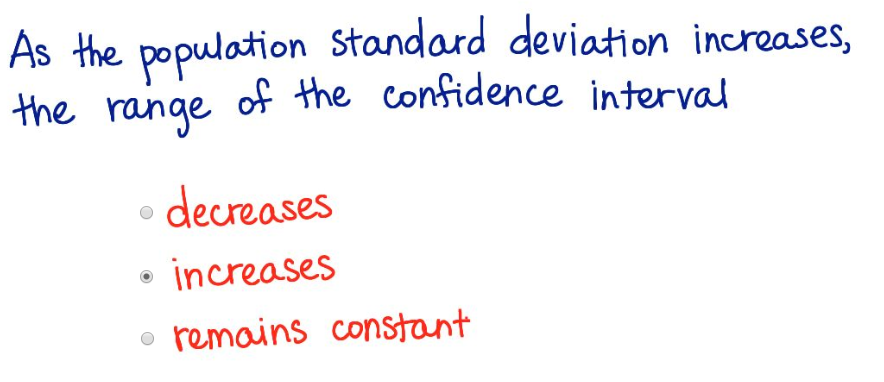 As the population standard deviation increases,
the range of the confidence interval
decreases
increases
remains constant